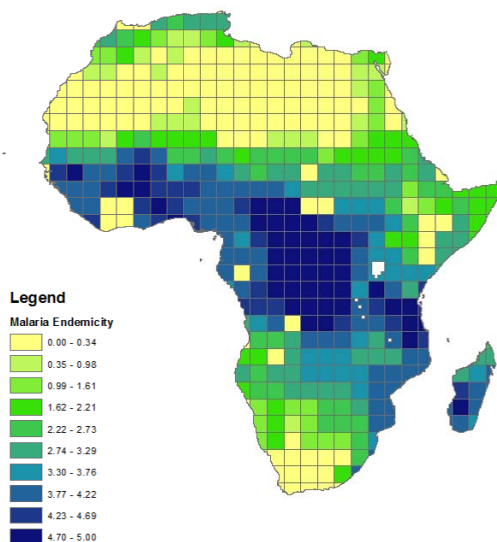 Legend
Malaria Endemicity
0.00 - 0.34
0.35 - 0.98
0.99 - 1.61
1.62 - 2.21
2.22 - 2.73
2.74 - 3.29
3.30 - 3.76
3.77 - 4.22
4.23 - 4.69
4.70 - 5.00